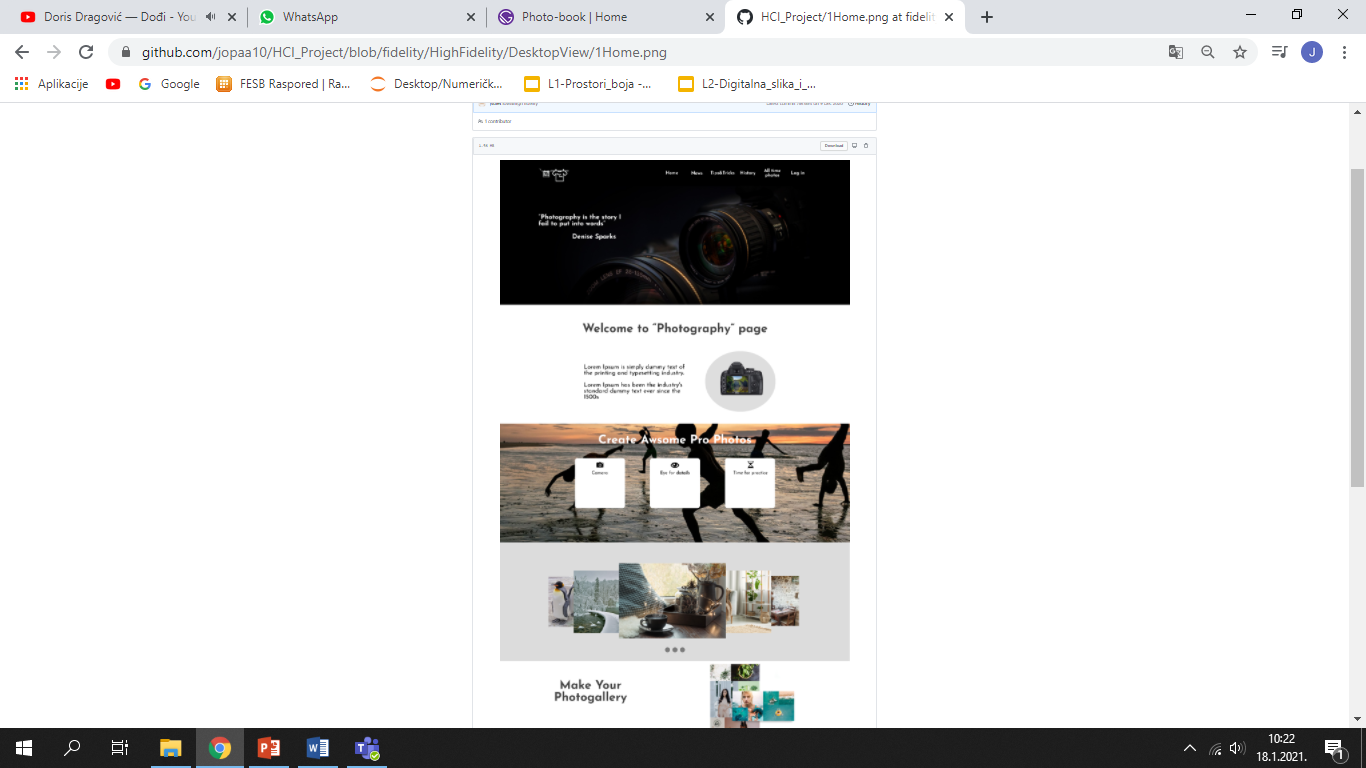 Doris Dragović — Dođi - You
WhatsApp
Photo-book | Home
HCI_Project/1Home.png at fidelit
github.com/jopaa10/HCI_Project/blob/fidelity/HighFidelity/DesktopView/1Home.png
J
Aplikacije
Google
FESB Raspored | Ra...
Desktop/Numeričk...
L1-Prostori_boja -...
L2-Digitalna_slika_i_...
History
1 contributor
Download
Home
News
History
All time
photos
Log in
"Photography is the story I
fail to put into words"
Denise Sparks
Welcome to "Photography" page
Lorem Ipsum is simply dummy text of
the printing and typesetting industry.
Lorem Ipsum has been the industry's
standard dummy text ever since the
1500s
Create Awsome Pro Photos
Camera
Eye for details
Time for practice
Make Your
Photogallery
10:22
18.1.2021.
1